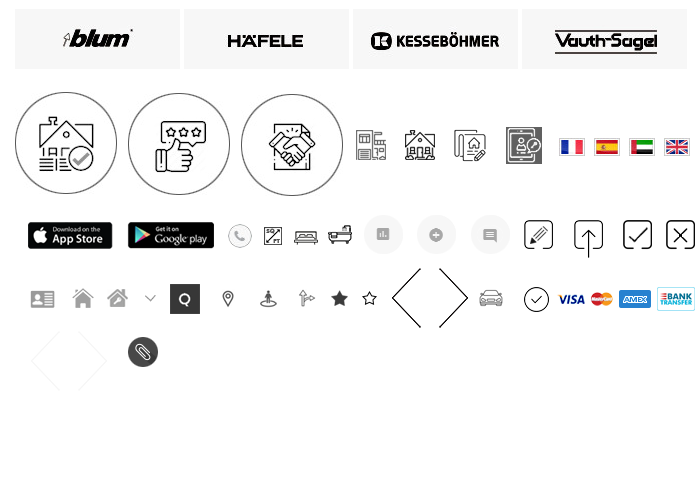 blum
HÄFELE
KESSEBÖHMER
Vauth-Sagel
Download on the
App Store
Get it on
Google play
SQ
FT
VISA
MasterCard
AMEX
BANK
TRANSFER